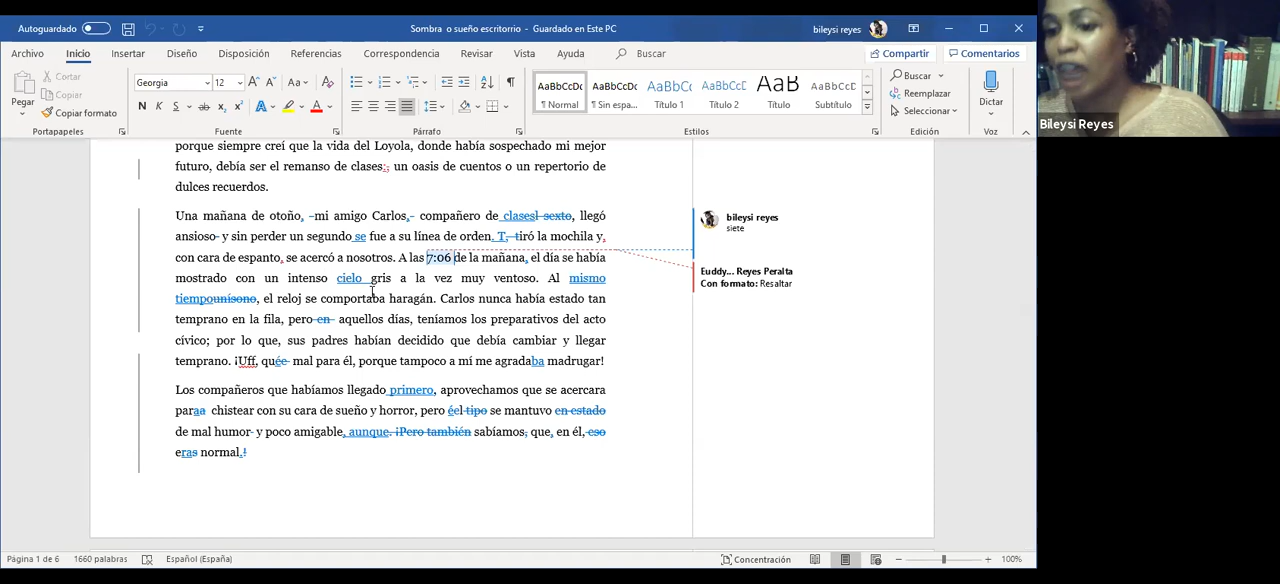 Autoguardado
Sombra o sueño escritorrio - Guardado en Este PC
bileysi reyes
Archivo Inicio Insertar Diseño Disposición Referencias Correspondencia Revisar Vista Ayuda Buscar Compartir Comentarios
Pegar
Cortar
Copiar
Copiar formato
Georgia 12
N K S ab x₂ x²
AaBbCcDc AaBbCcDc AaBbCc AaBbCcD AaB AaBbCcD
¶ Normal ¶ Sin espa... Título 1 Título 2 Título Subtítulo
Buscar
Reemplazar
Seleccionar
Dictar
Portapapeles Fuente Párrafo Estilos Edición Voz
Bileysi Reyes
porque siempre creí que la vida del Loyola, donde había sospechado mi mejor
futuro, debía ser el remanso de clases:, un oasis de cuentos o un repertorio de
dulces recuerdos.
Una mañana de otoño, -mi amigo Carlos,- compañero de clasesl sexto, llegó
ansioso- y sin perder un segundo se fue a su línea de orden. T, tiró la mochila y,
con cara de espanto, se acercó a nosotros. A las 7:06 de la mañana, el día se había
mostrado con un intenso cielo gris a la vez muy ventoso. Al mismo
tiempounísono, el reloj se comportaba haragán. Carlos nunca había estado tan
temprano en la fila, pero en aquellos días, teníamos los preparativos del acto
cívico; por lo que, sus padres habían decidido que debía cambiar y llegar
temprano. ¡Uff, quée mal para él, porque tampoco a mí me agradaba madrugar!
Los compañeros que habíamos llegado primero, aprovechamos que se acercara
paraa chistear con su cara de sueño y horror, pero éel tipo se mantuvo en estado
de mal humor- y poco amigable, aunque. ¡Pero también sabíamos, que, en él, eso
eras normal.!
bileysi reyes
siete
Euddy... Reyes Peralta
Con formato: Resaltar
Página 1 de 6 1660 palabras Español (España) Concentración 100%